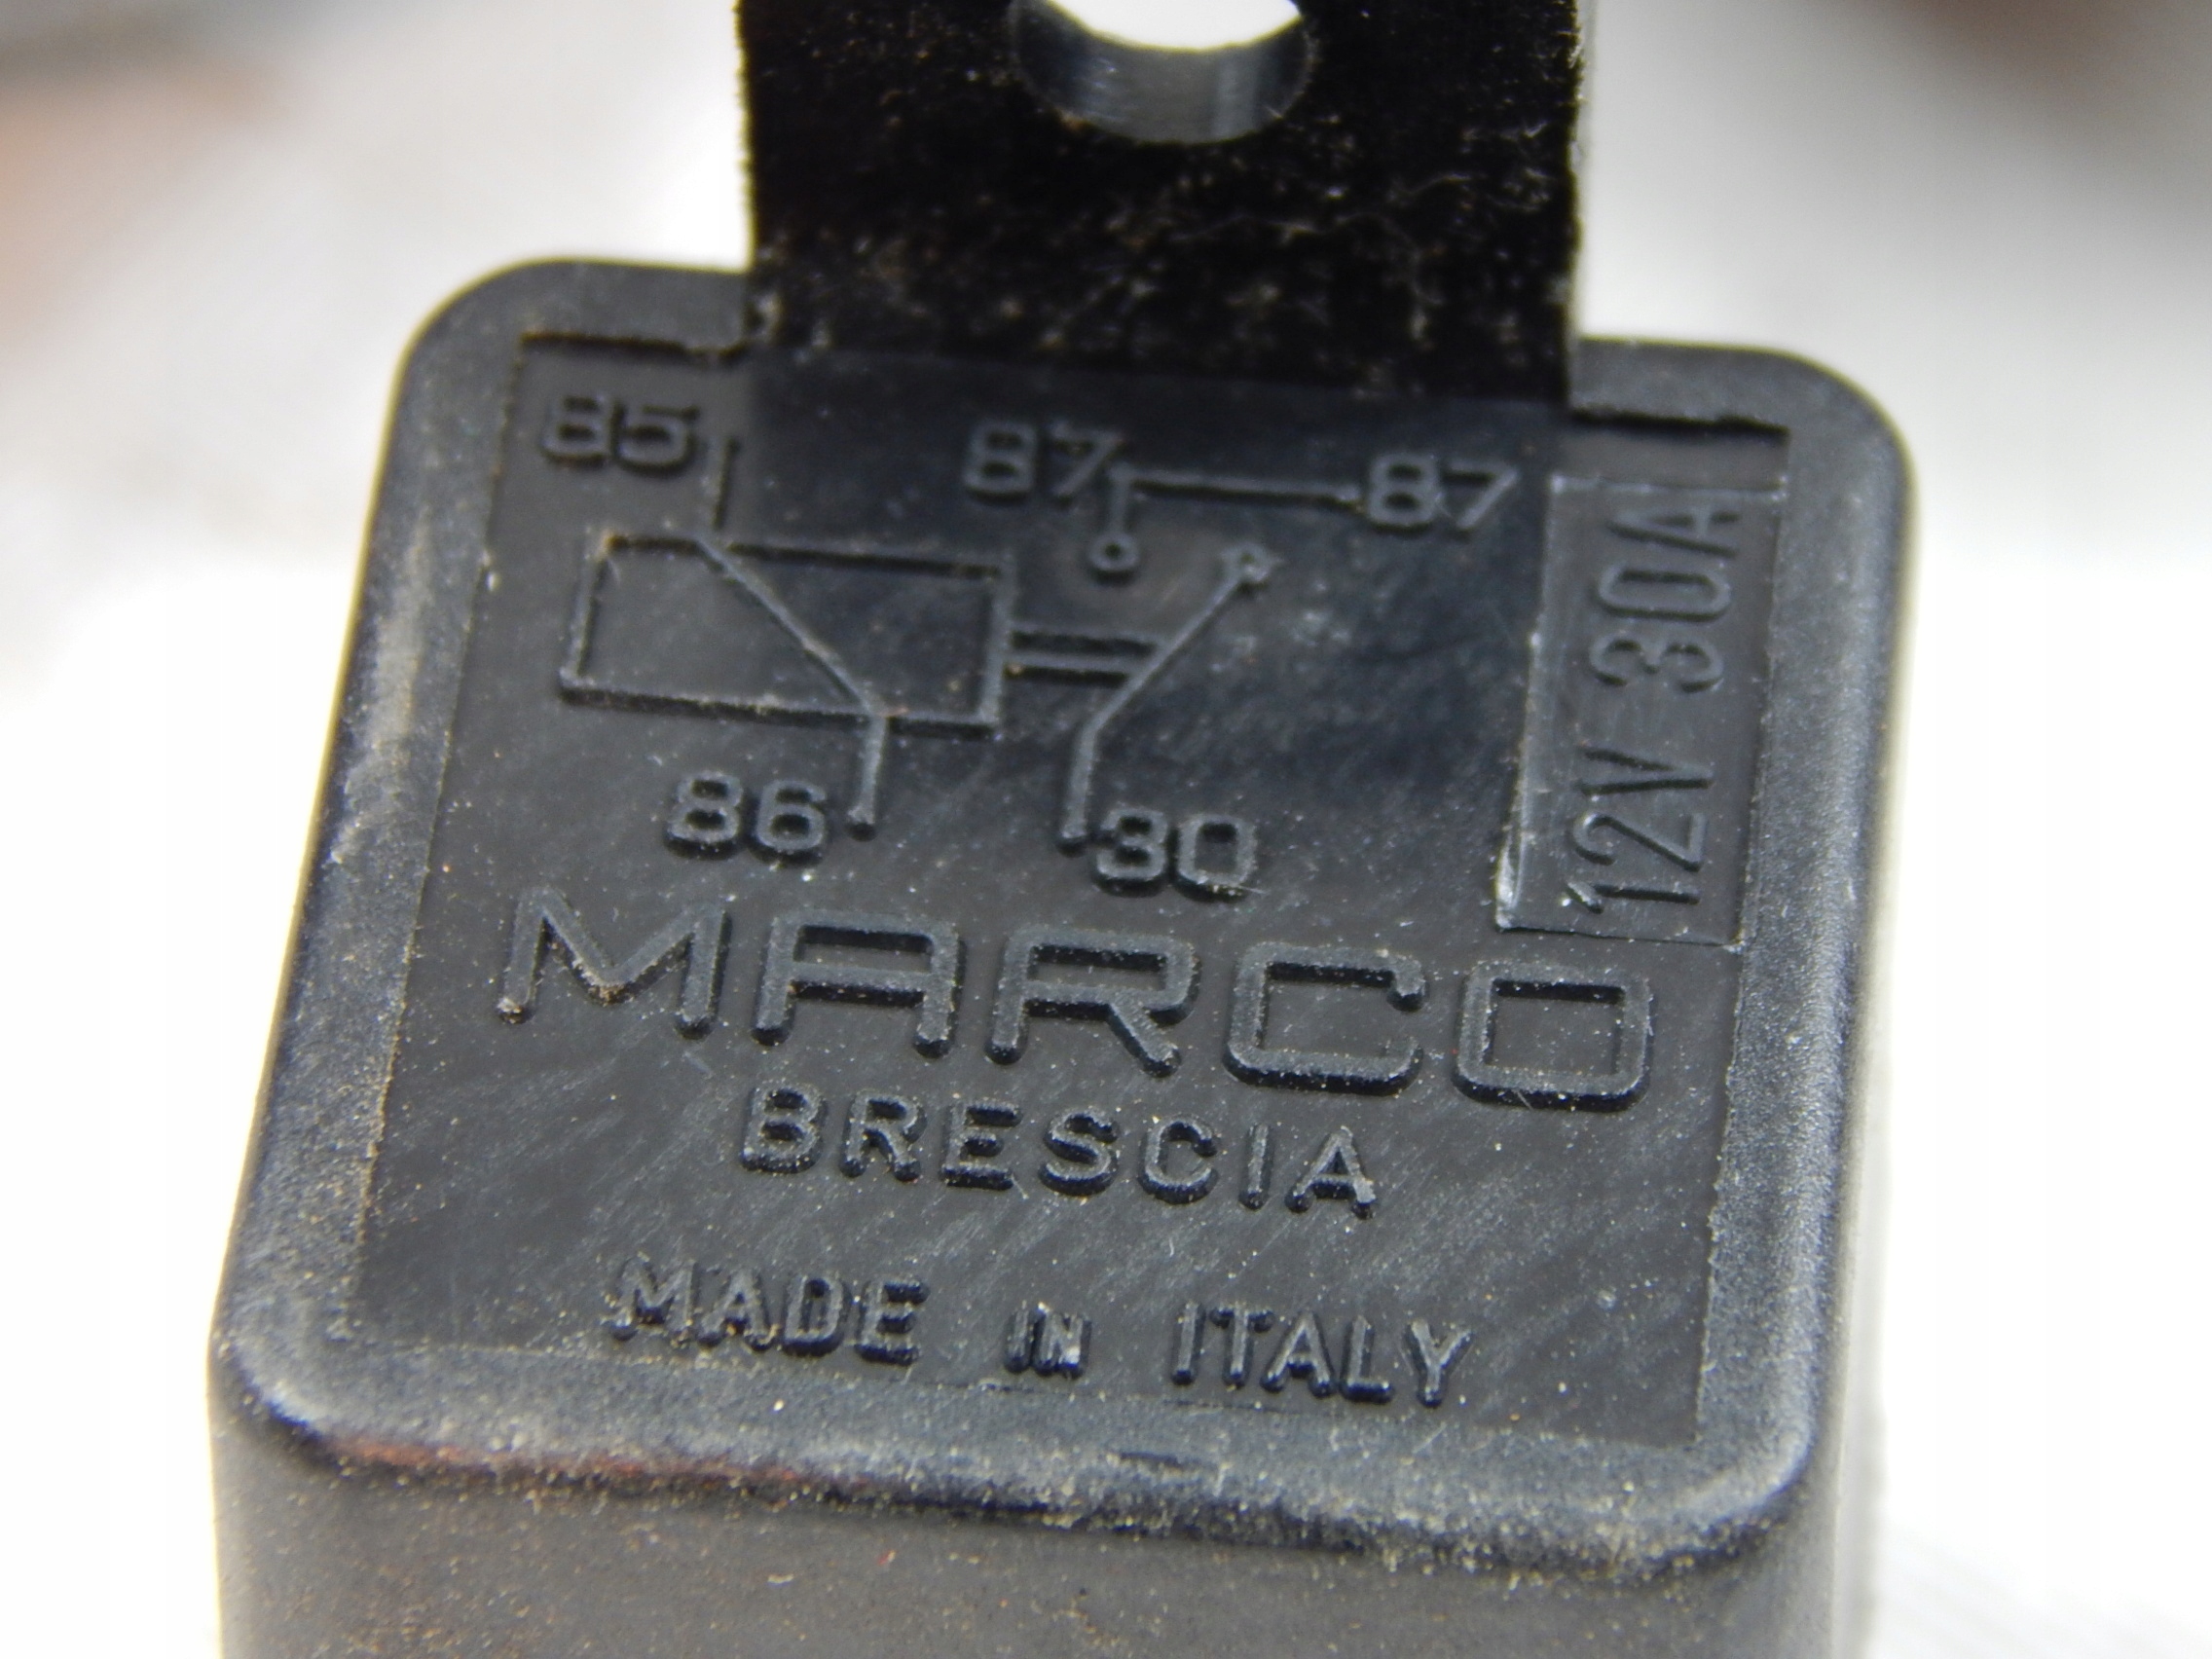 85 87 87
12V 30A
86 30
MARCO
BRESCIA
MADE IN ITALY